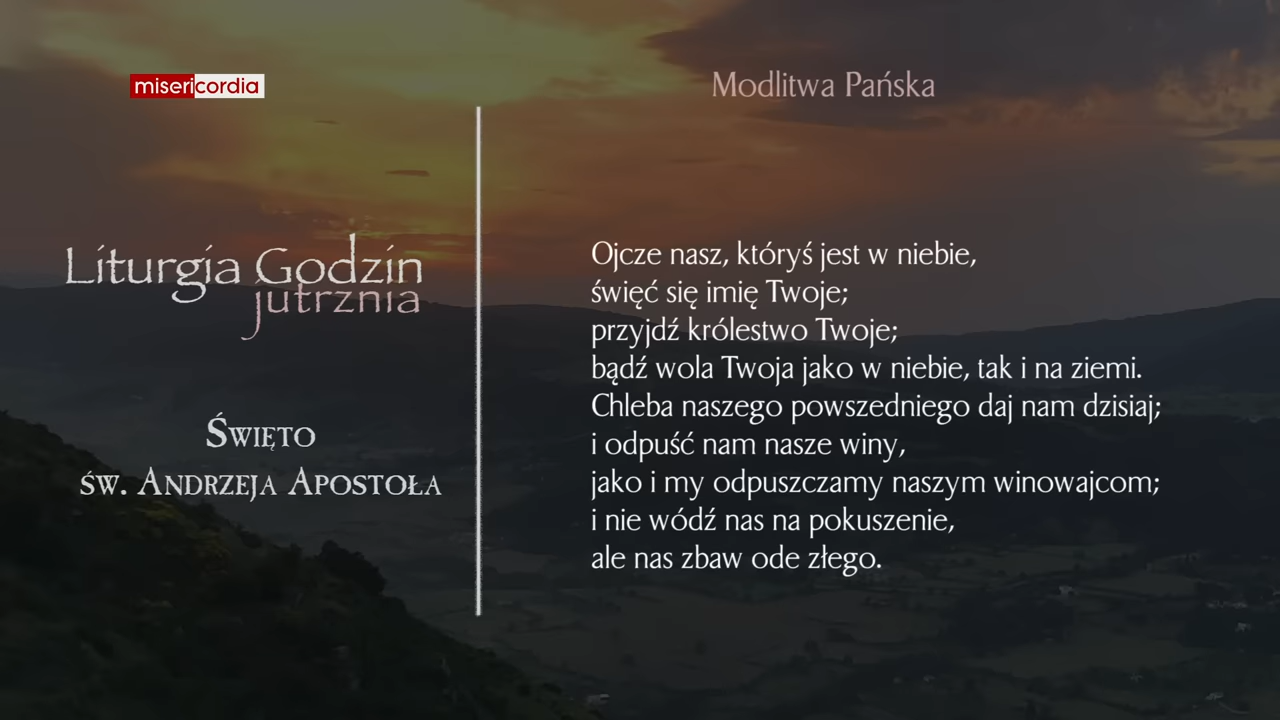 misericordia
Liturgia Godzin
jutrznia
Święto
św. Andrzeja Apostoła
Modlitwa Pańska
Ojcze nasz, któryś jest w niebie,
święć się imię Twoje;
przyjdź królestwo Twoje;
bądź wola Twoja jako w niebie, tak i na ziemi.
Chleba naszego powszedniego daj nam dzisiaj;
i odpuść nam nasze winy,
jako i my odpuszczamy naszym winowajcom;
i nie wódź nas na pokuszenie,
ale nas zbaw ode złego.